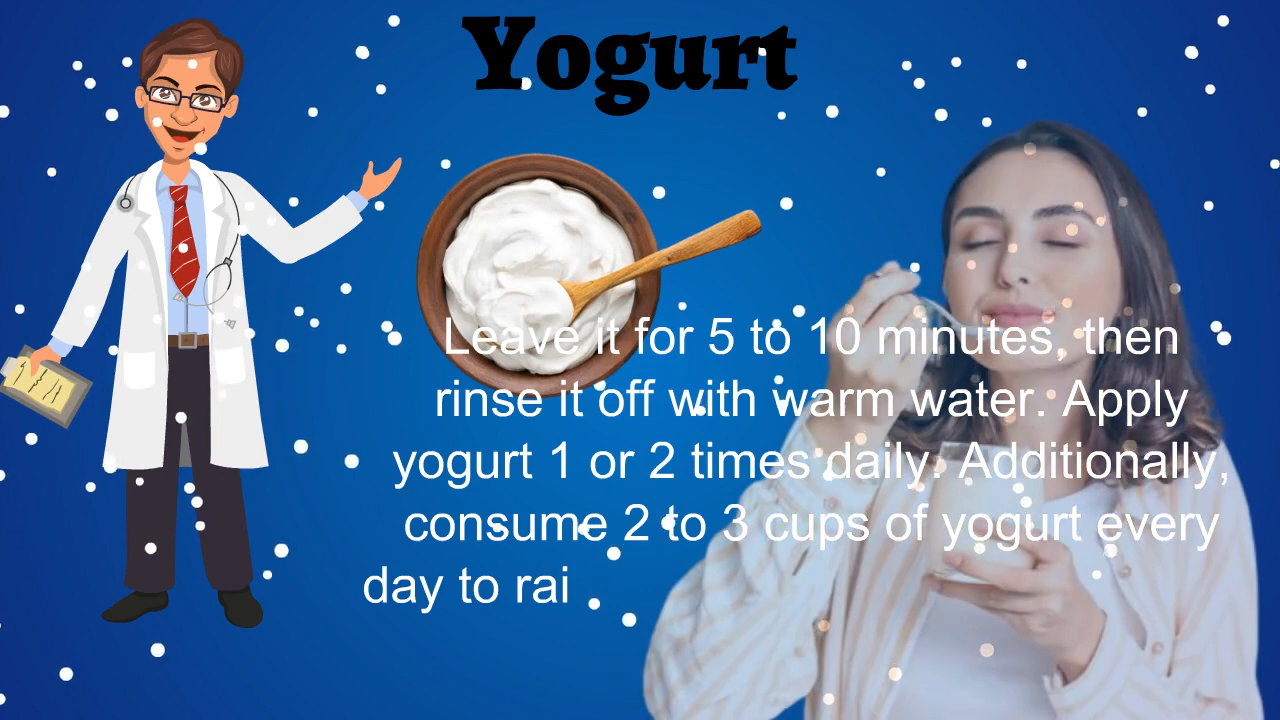 Yogurt
Leave it for 5 to 10 minutes, then
rinse it off with warm water. Apply
yogurt 1 or 2 times daily. Additionally,
consume 2 to 3 cups of yogurt every
day to rai